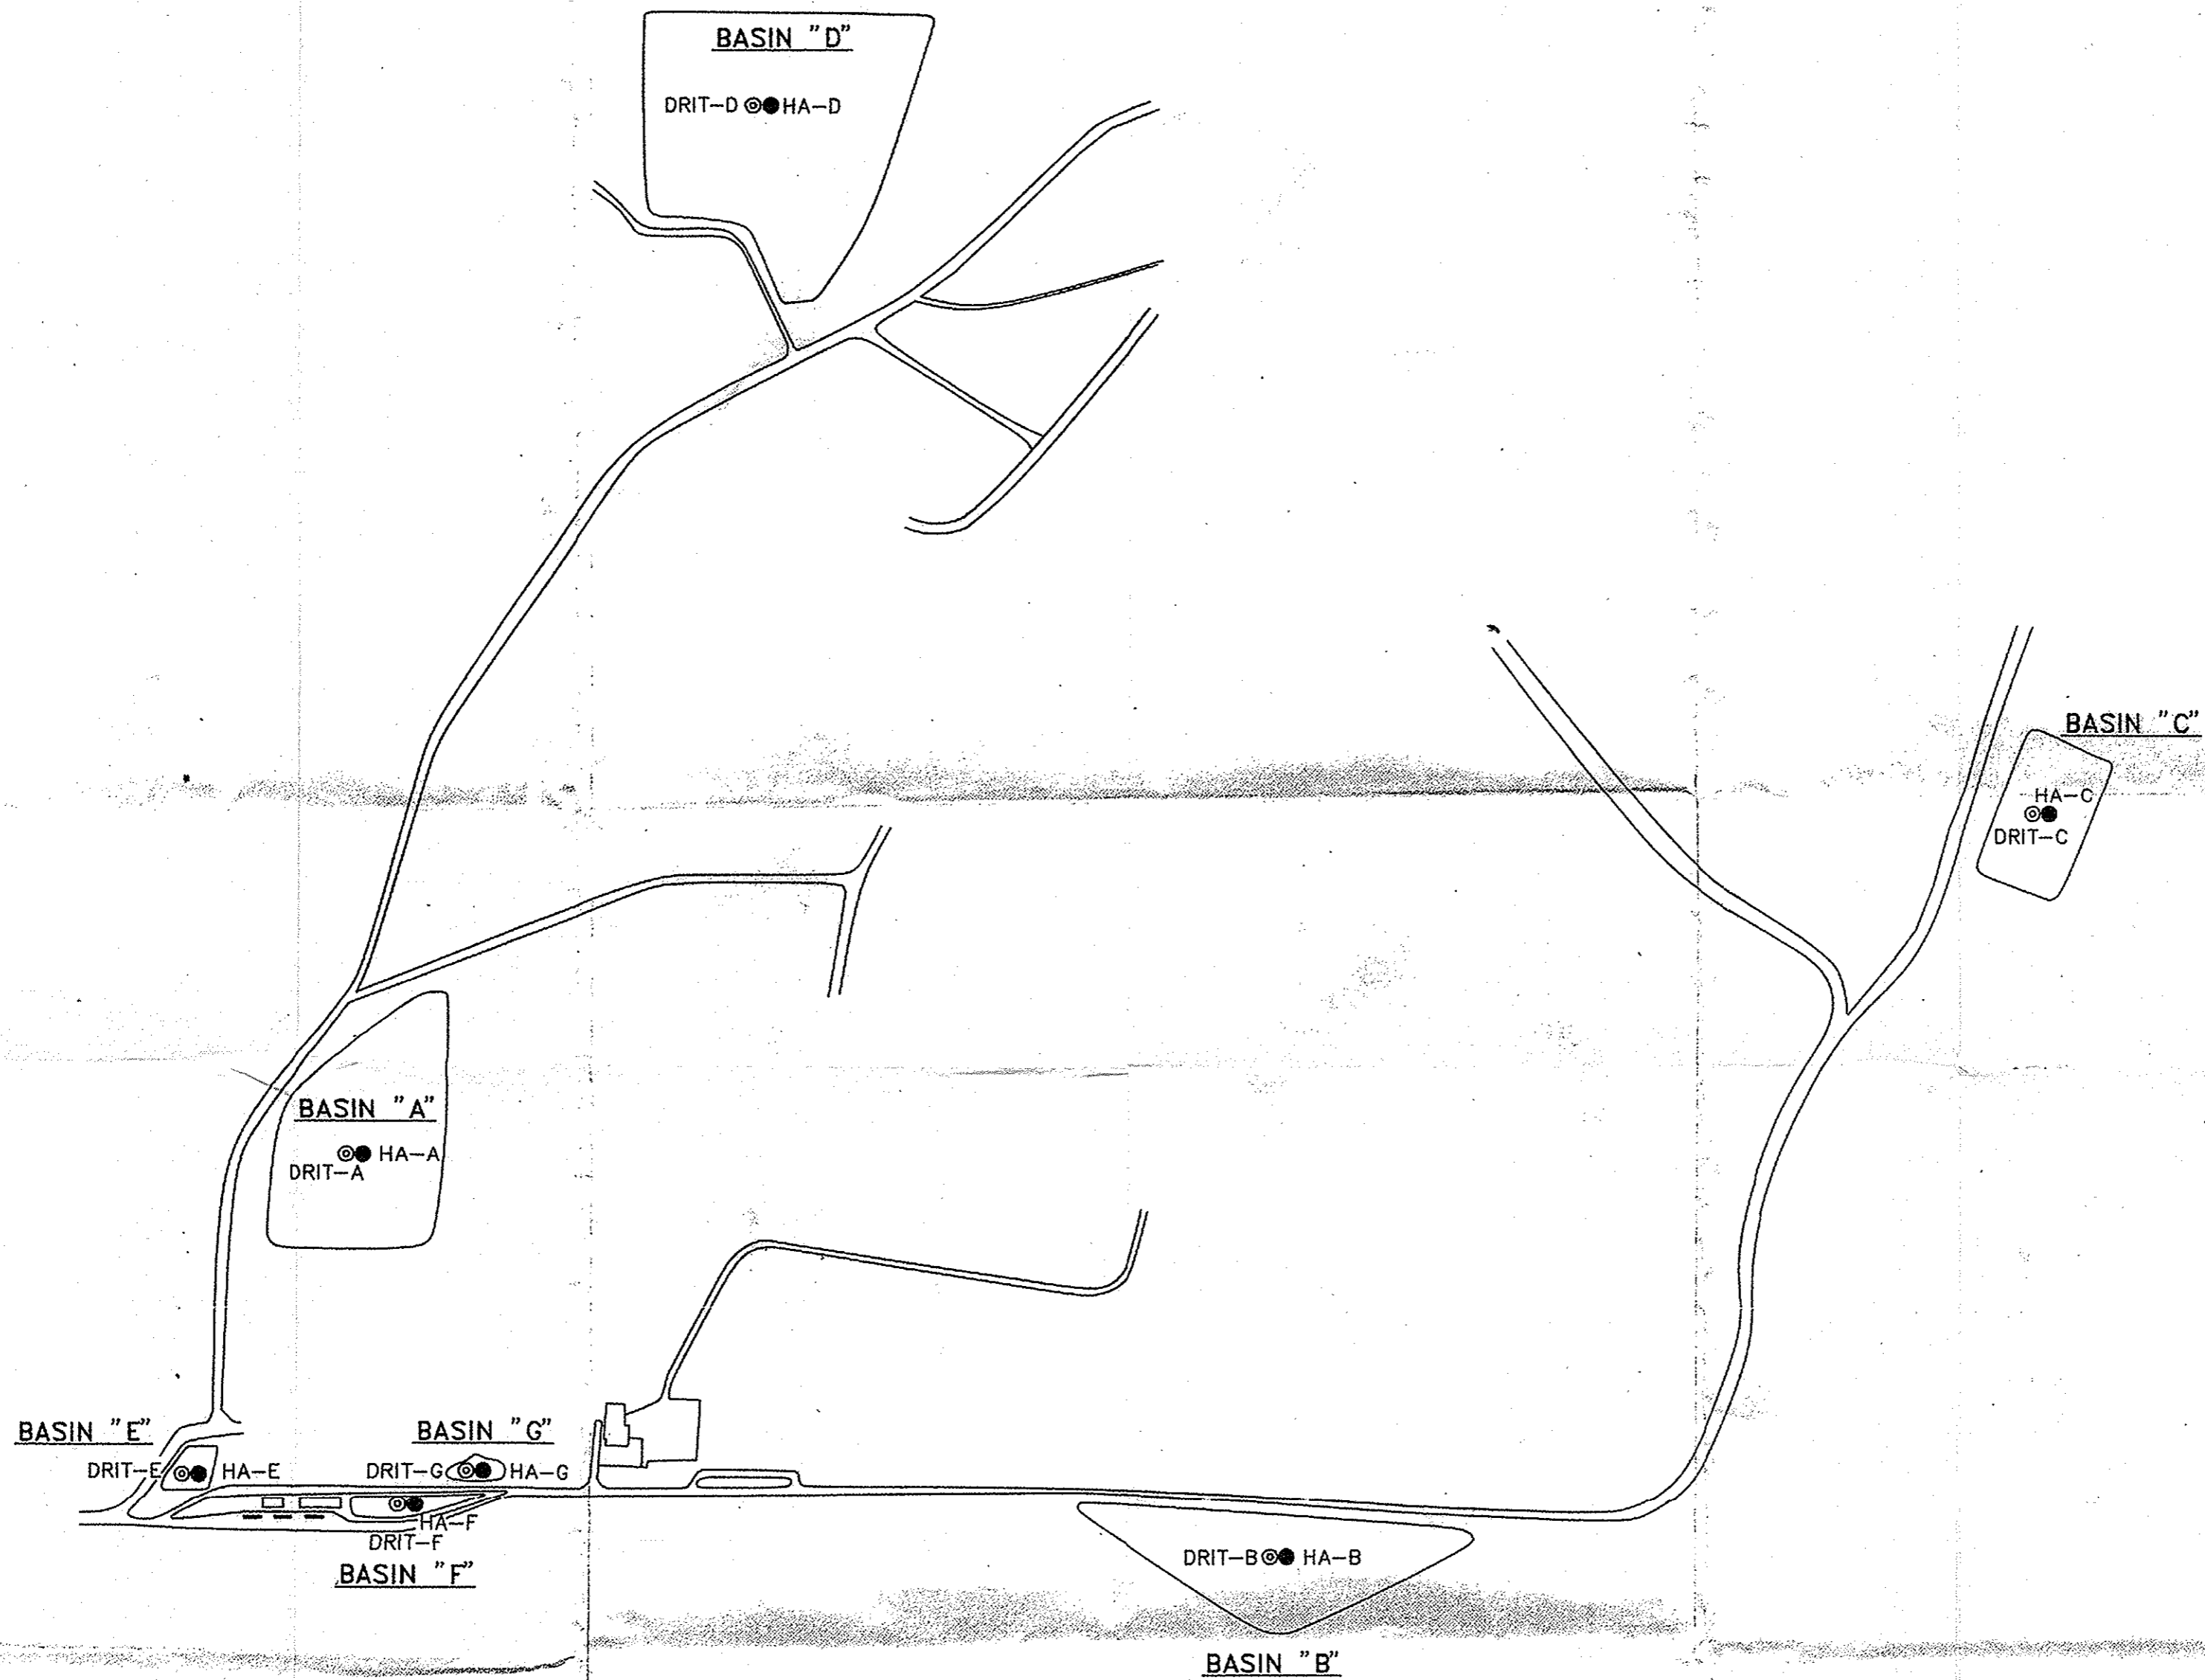 BASIN "D"
DRIT-D HA-D
BASIN "C"
HA-C
DRIT-C
BASIN "A"
HA-A
DRIT-A
BASIN "E"
BASIN "G"
DRIT-E HA-E
DRIT-G HA-G
HA-F
DRIT-F
BASIN "F"
DRIT-B HA-B
BASIN "B"